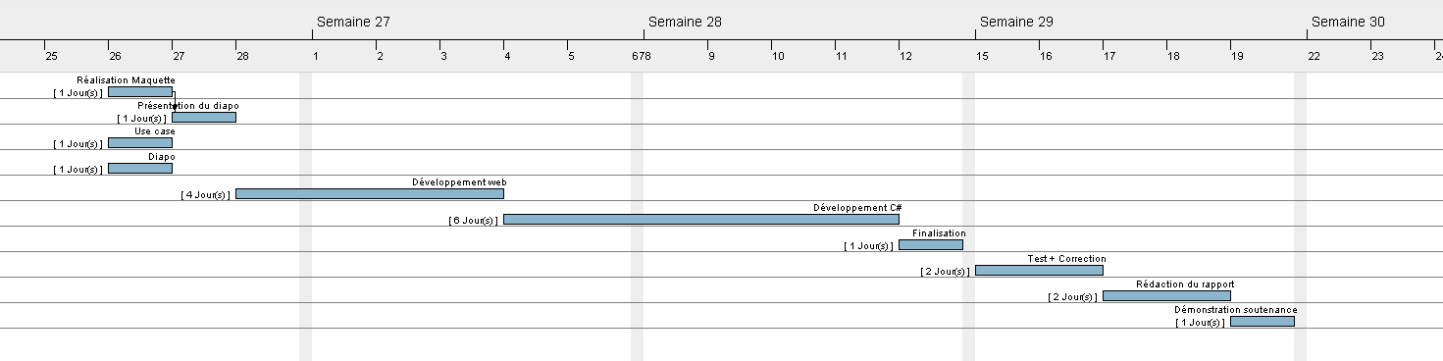 Semaine 27 Semaine 28 Semaine 29 Semaine 30
25 26 27 28 1 2 3 4 5 678 9 10 11 12 15 16 17 18 19 22 23 24
Réalisation Maquette
[ 1 Jour(s) ]
Présentation du diapo
[ 1 Jour(s) ]
Use case
[ 1 Jour(s) ]
Diapo
[ 1 Jour(s) ]
Développement web
[ 4 Jour(s) ]
Développement C#
[ 6 Jour(s) ]
Finalisation
[ 1 Jour(s) ]
Test + Correction
[ 2 Jour(s) ]
Rédaction du rapport
[ 2 Jour(s) ]
Démonstration soutenance
[ 1 Jour(s) ]